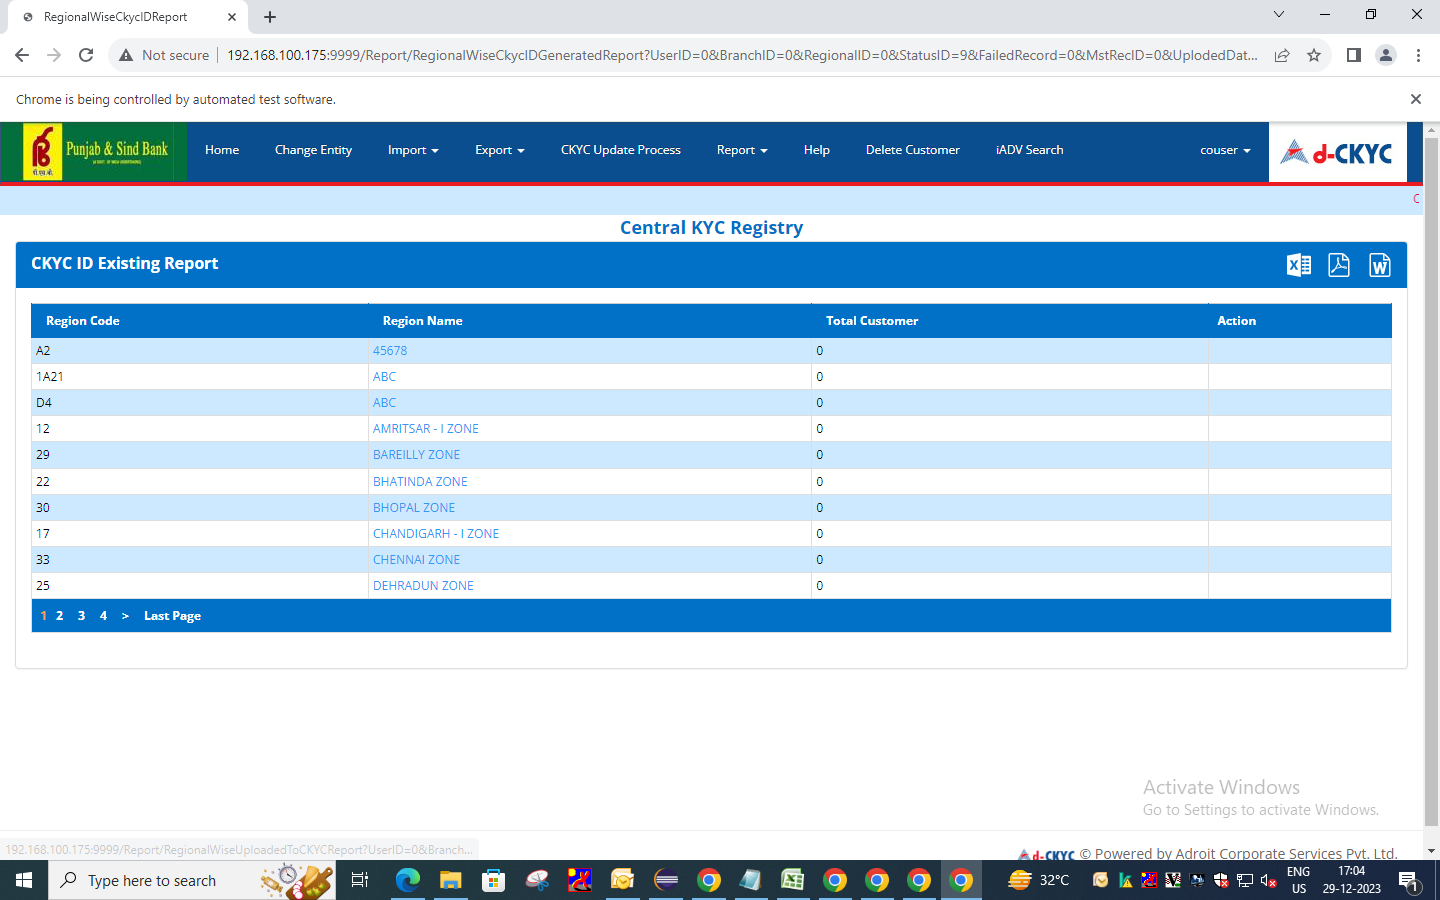 RegionalWiseCkycIDReport
Not secure
192.168.100.175:9999/Report/RegionalWiseCkycIDGeneratedReport?UserID=0&BranchID=0&RegionalID=0&StatusID=9&FailedRecord=0&MstRecID=0&UplodedDat...
Chrome is being controlled by automated test software.
Punjab & Sind Bank
पी.एस.बी.
Home Change Entity Import Export CKYC Update Process Report Help Delete Customer iADV Search couser d-CKYC
C
Central KYC Registry
CKYC ID Existing Report
Region Code Region Name Total Customer Action
A2 45678 0
1A21 ABC 0
D4 ABC 0
12 AMRITSAR - I ZONE 0
29 BAREILLY ZONE 0
22 BHATINDA ZONE 0
30 BHOPAL ZONE 0
17 CHANDIGARH - I ZONE 0
33 CHENNAI ZONE 0
25 DEHRADUN ZONE 0
1 2 3 4 > Last Page
Activate Windows
Go to Settings to activate Windows.
192.168.100.175:9999/Report/RegionalWiseUploadedToCKYCReport?UserID=0&Branch...
d-CKYC © Powered by Adroit Corporate Services Pvt. Ltd.
Type here to search
32°C
ENG
US
17:04
29-12-2023
1